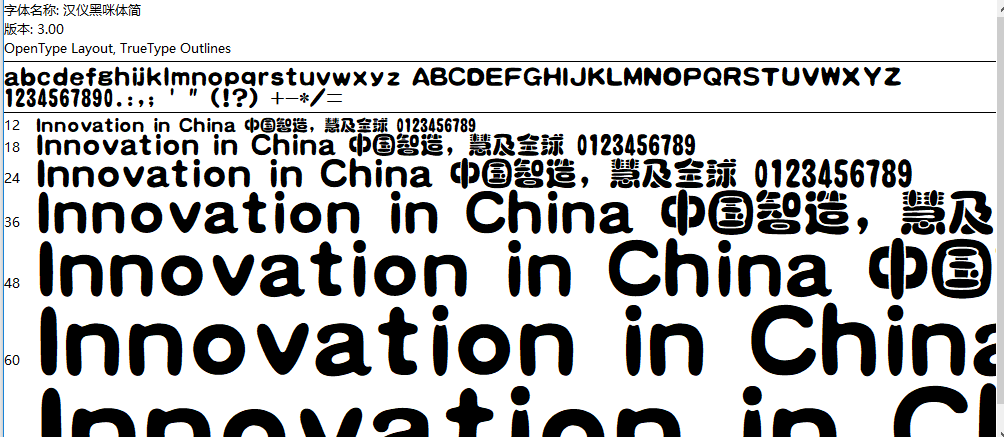 字体名称: 汉仪黑咪体简
版本: 3.00
OpenType Layout, TrueType Outlines
abcdefghijklmnopqrstuvwxyz ABCDEFGHIJKLMNOPQRSTUVWXYZ
1234567890.:,; ' " (!?) +-*/=
12 Innovation in China 中国智造，慧及全球 0123456789
18 Innovation in China 中国智造，慧及全球 0123456789
24 Innovation in China 中国智造，慧及全球 0123456789
36 Innovation in China 中国智造，慧及
48 Innovation in China 中国
60 Innovation in China
Innovation in Ch